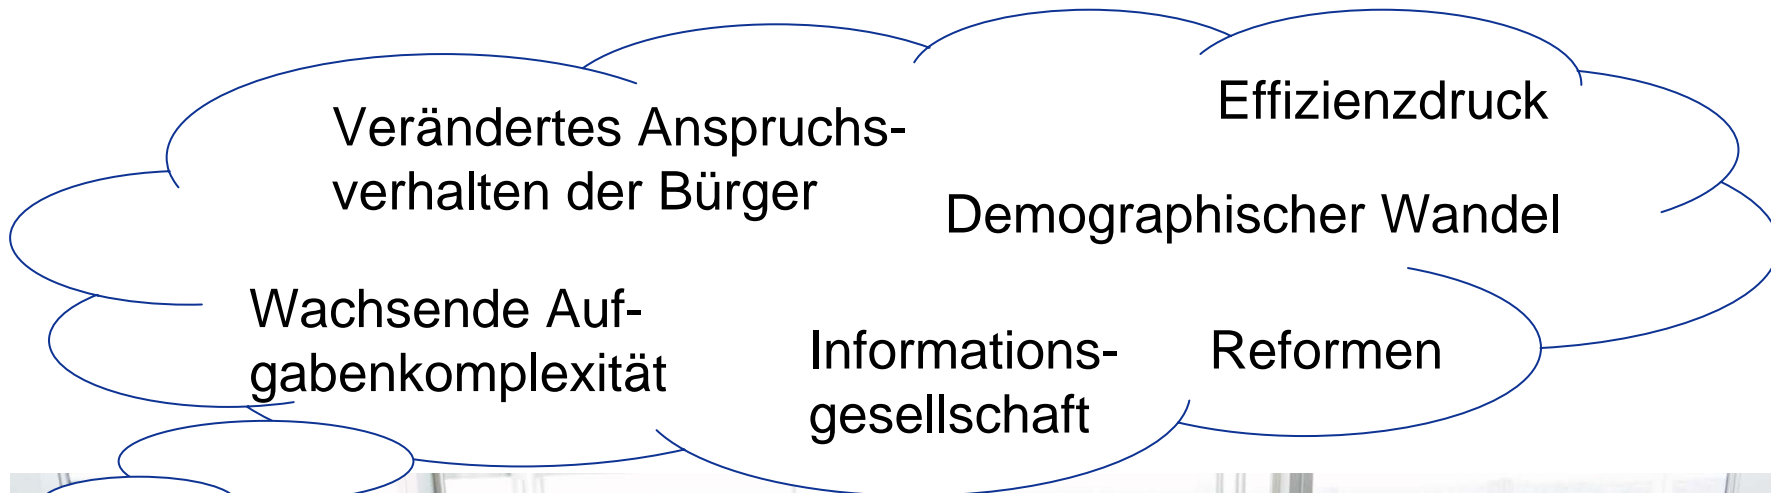 Effizienzdruck
Verändertes Anspruchs-
verhalten der Bürger
Demographischer Wandel
Wachsende Auf-
gabenkomplexität
Informations-
gesellschaft
Reformen